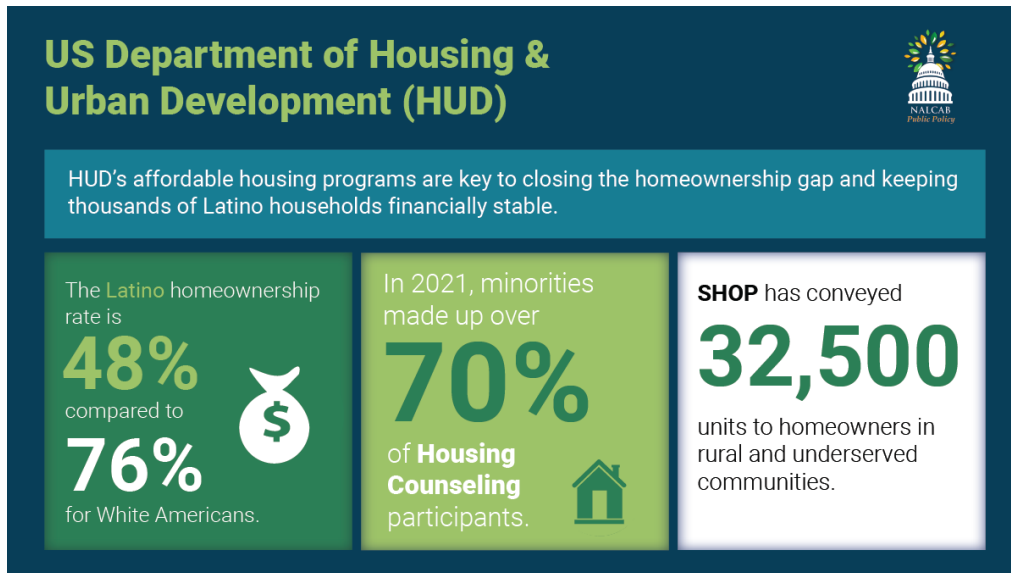 US Department of Housing &
Urban Development (HUD)
NALCAB
Public Policy
HUD’s affordable housing programs are key to closing the homeownership gap and keeping
thousands of Latino households financially stable.
The Latino homeownership
rate is
48%
compared to
76%
for White Americans.
$
In 2021, minorities
made up over
70%
of Housing
Counseling
participants.
SHOP has conveyed
32,500
units to homeowners in
rural and underserved
communities.